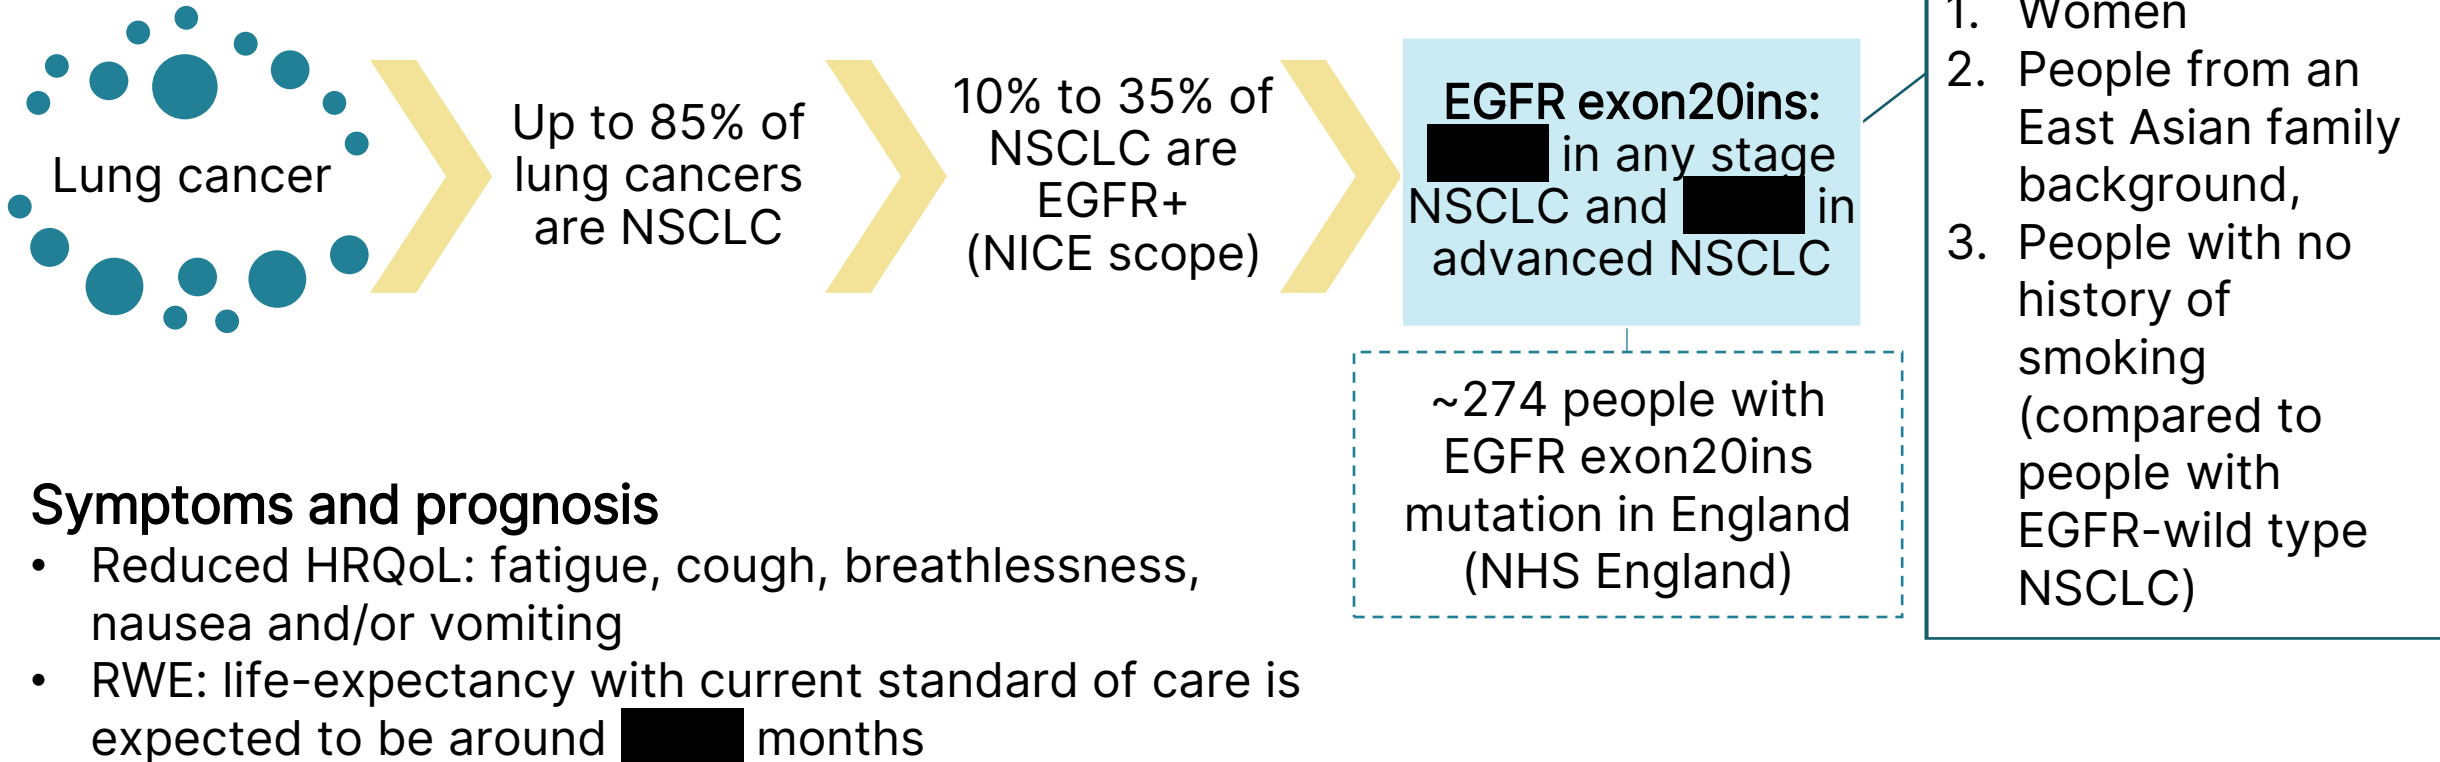 Lung cancer
Up to 85% of
lung cancers
are NSCLC
10% to 35% of
NSCLC are
EGFR+
(NICE scope)
EGFR exon20ins:
in any stage
NSCLC and in
advanced NSCLC
~274 people with
EGFR exon20ins
mutation in England
(NHS England)
1. Women
2. People from an
East Asian family
background,
3. People with no
history of
smoking
(compared to
people with
EGFR-wild type
NSCLC)
Symptoms and prognosis
• Reduced HRQoL: fatigue, cough, breathlessness,
nausea and/or vomiting
• RWE: life-expectancy with current standard of care is
expected to be around months